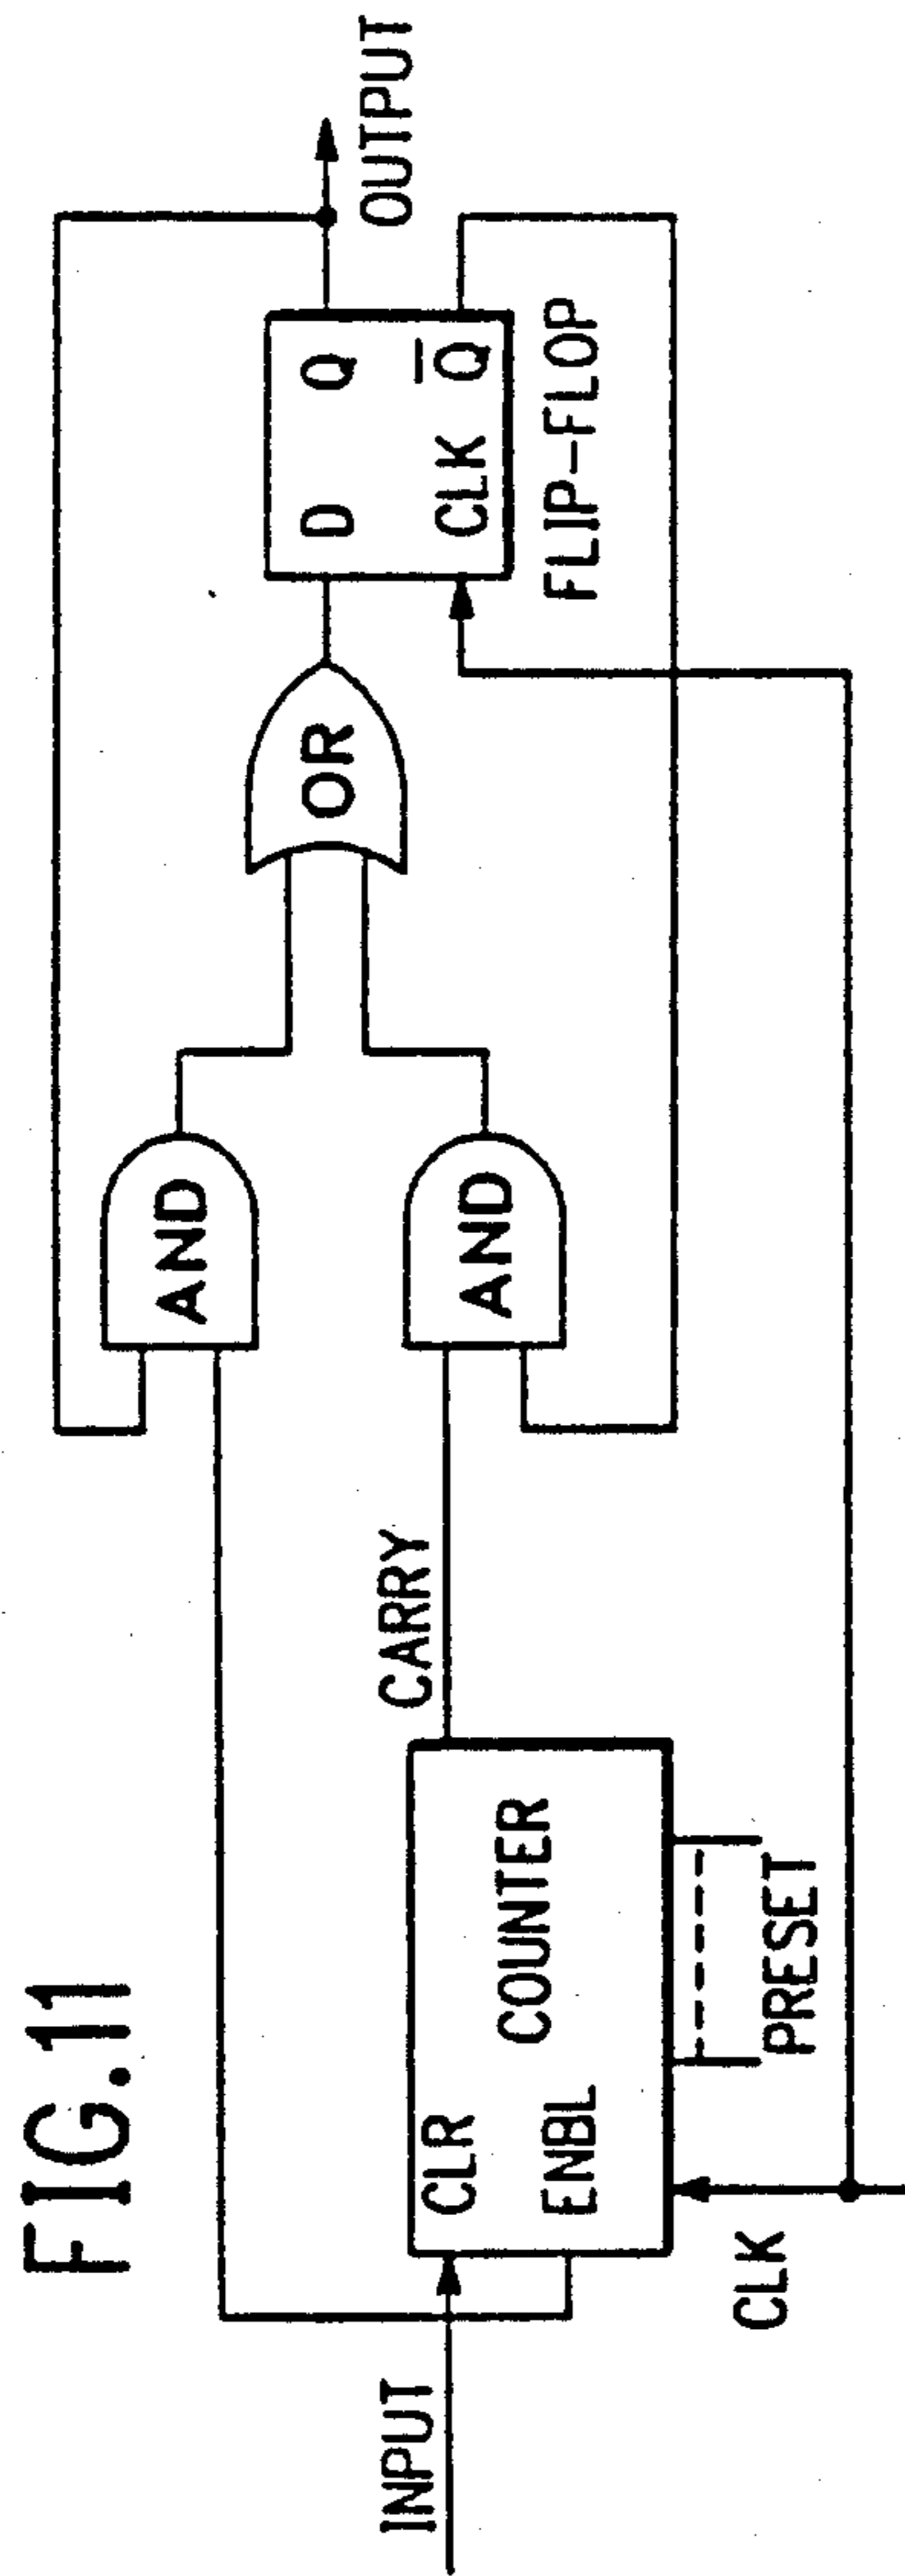 FIG.11
INPUT
CLR
ENBL
COUNTER
CLK
PRESET
CARRY
AND
AND
OR
D
Q
CLK
Q̅
FLIP-FLOP
OUTPUT